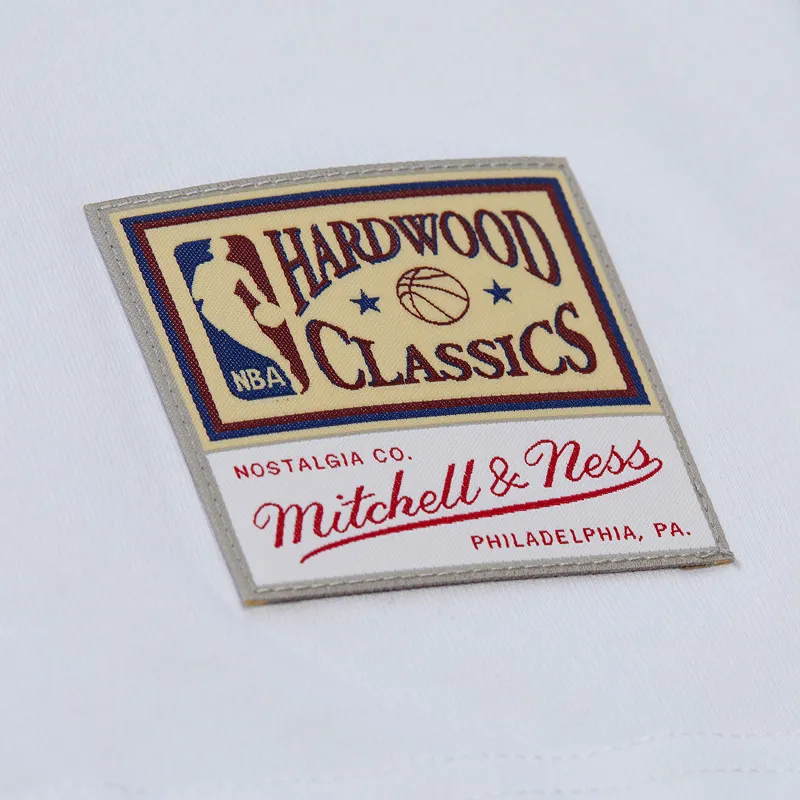 NBA
HARDWOOD
CLASSICS
NOSTALGIA CO.
Mitchell & Ness
PHILADELPHIA, PA.